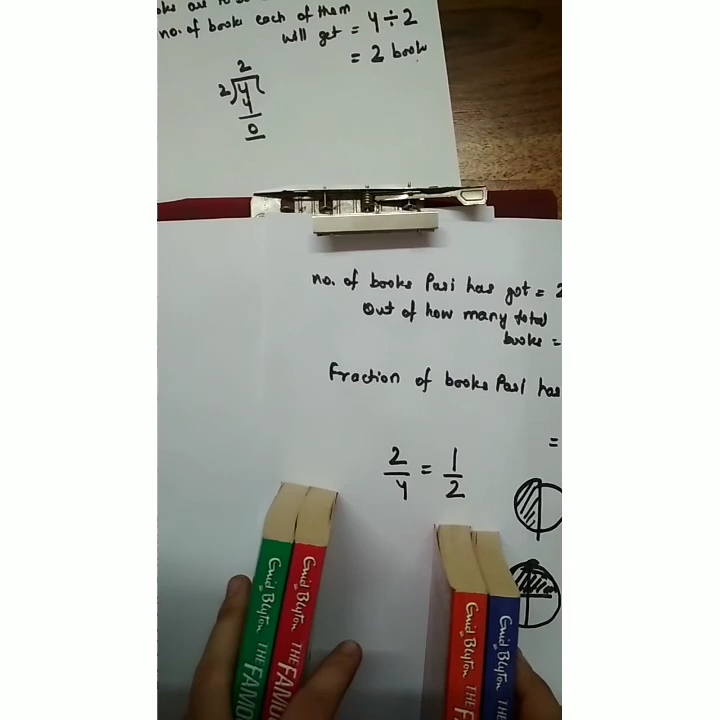 no. of books each of them
will get = 4 ÷ 2
= 2 books
2
2 4
4
0
no. of books Pari has got = 2
Out of how many total
books =
Fraction of books Pari has
=
2/4 = 1/2
Enid Blyton THE FAMO
Enid Blyton THE FAMO
Enid Blyton THE F
Enid Blyton THE